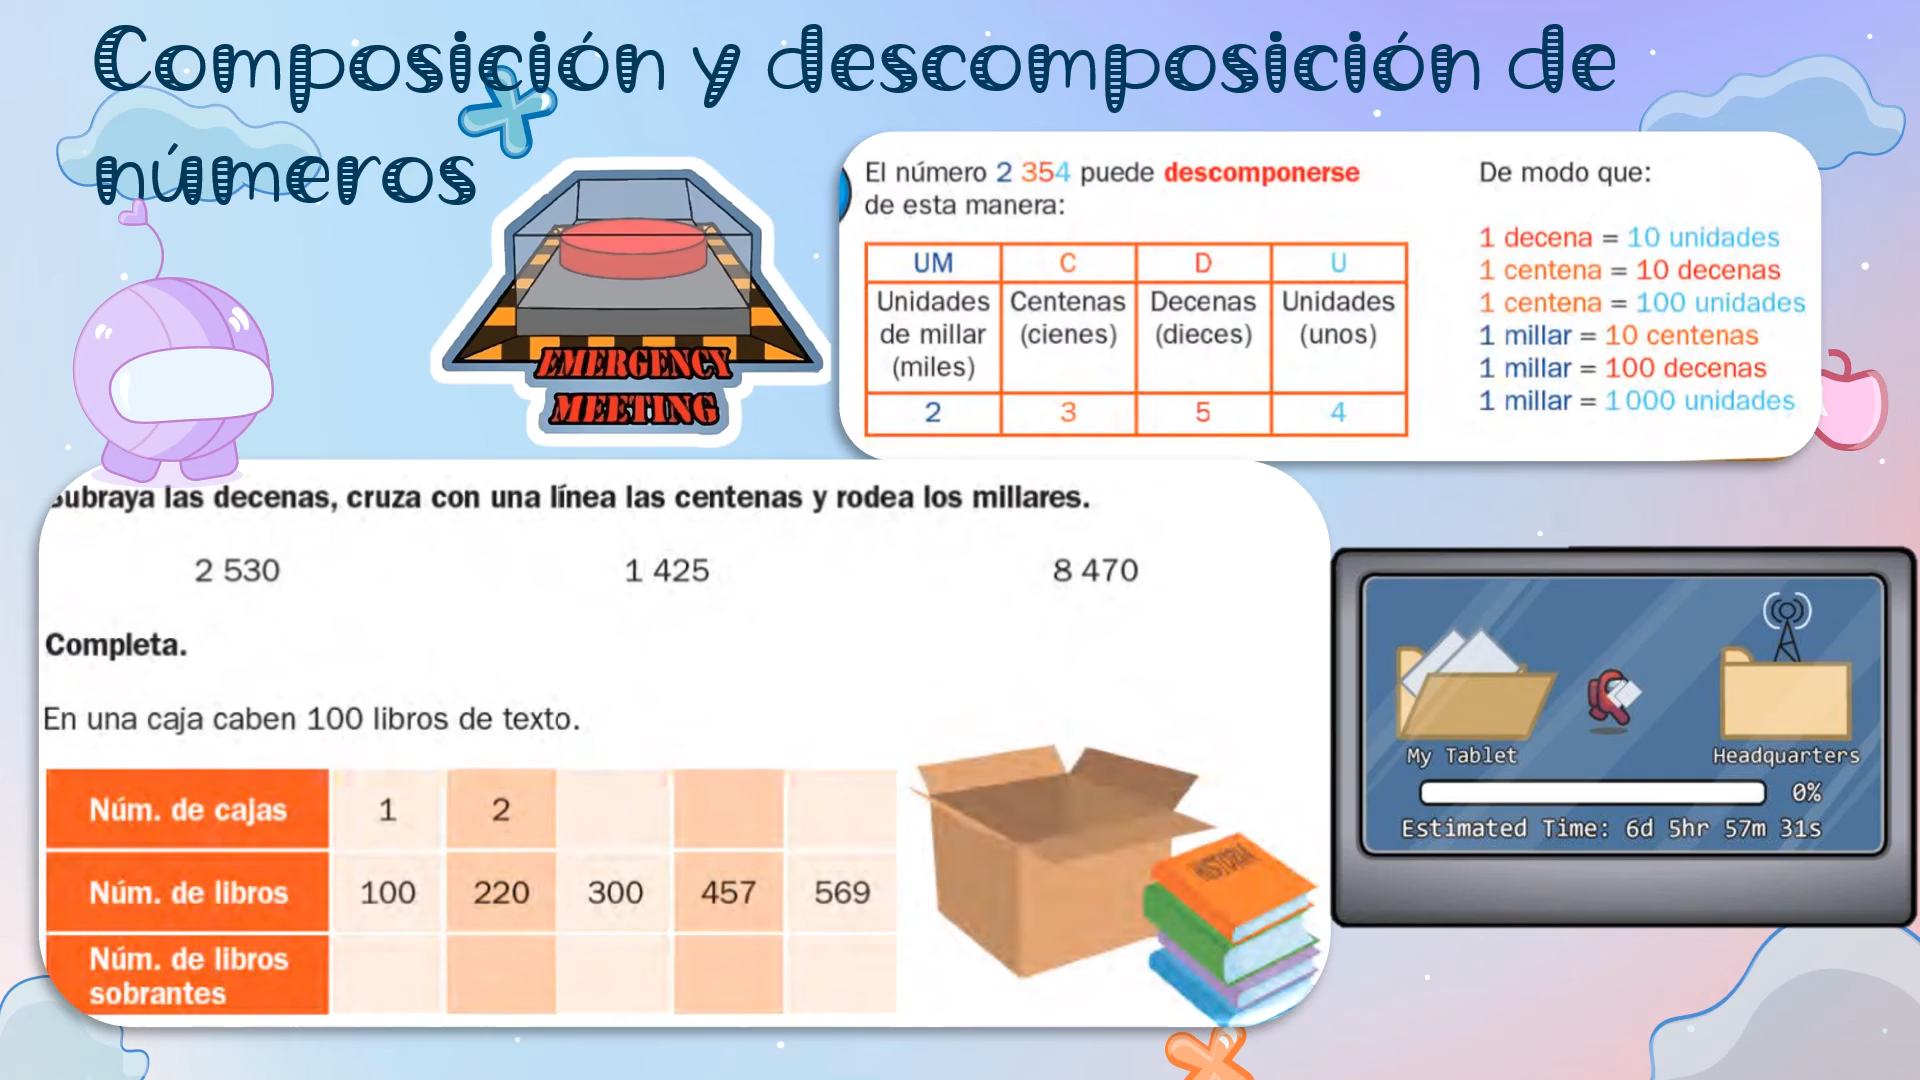 Composición y descomposición de
números
EMERGENCY
MEETING
El número 2 354 puede descomponerse
de esta manera:
UM C D U
Unidades de millar (miles) Centenas (cienes) Decenas (dieces) Unidades (unos)
2 3 5 4
De modo que:
1 decena = 10 unidades
1 centena = 10 decenas
1 centena = 100 unidades
1 millar = 10 centenas
1 millar = 100 decenas
1 millar = 1 000 unidades
Subraya las decenas, cruza con una línea las centenas y rodea los millares.
2 530 1 425 8 470
Completa.
En una caja caben 100 libros de texto.
Núm. de cajas 1 2
Núm. de libros 100 220 300 457 569
Núm. de libros
sobrantes
HISTORIA
My Tablet Headquarters
0%
Estimated Time: 6d 5hr 57m 31s